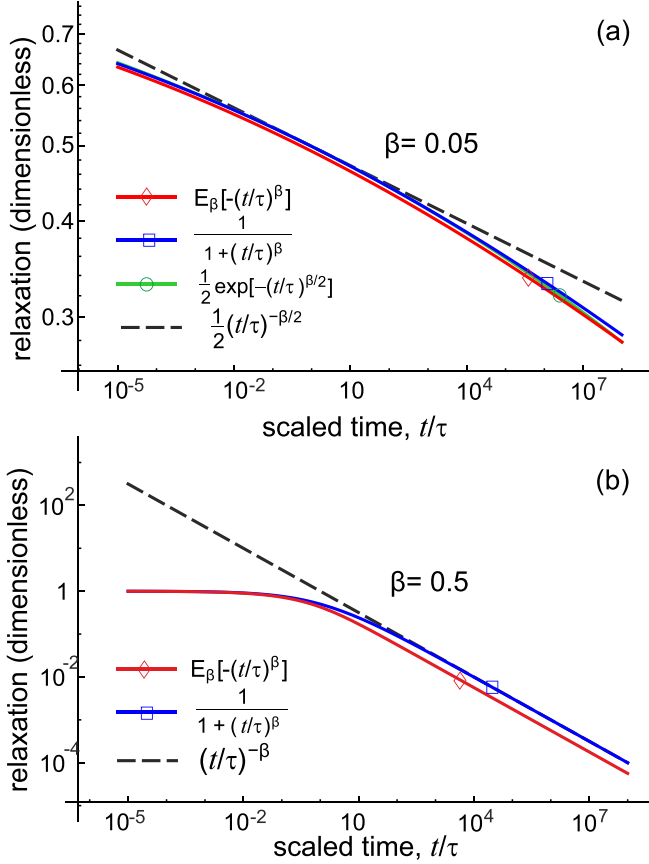 (a)
relaxation (dimensionless)
0.7
0.6
0.5
0.4
0.3
β= 0.05
E_β[-(t/τ)^β]
1
1+(t/τ)^β
1/2 exp[−(t/τ)^β/2]
1/2 (t/τ)^−β/2
10^-5 10^-2 10 10^4 10^7
scaled time, t/τ
(b)
relaxation (dimensionless)
10^2
1
10^-2
10^-4
β= 0.5
E_β[-(t/τ)^β]
1
1+(t/τ)^β
(t/τ)^−β
10^-5 10^-2 10 10^4 10^7
scaled time, t/τ